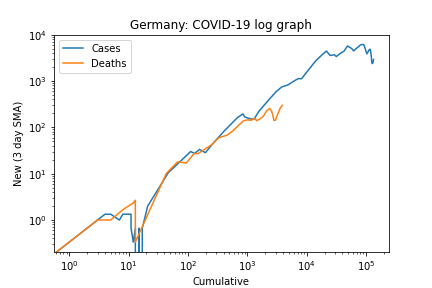 Germany: COVID-19 log graph
Cases
Deaths
New (3 day SMA)
10^4
10^3
10^2
10^1
10^0
10^0 10^1 10^2 10^3 10^4 10^5
Cumulative